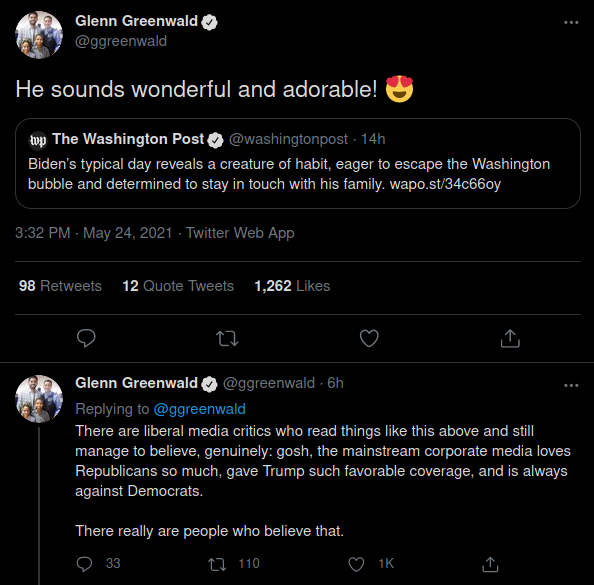 Glenn Greenwald
@ggreenwald
He sounds wonderful and adorable! 😍
wp The Washington Post @washingtonpost · 14h
Biden's typical day reveals a creature of habit, eager to escape the Washington
bubble and determined to stay in touch with his family. wapo.st/34c66oy
3:32 PM · May 24, 2021 · Twitter Web App
98 Retweets 12 Quote Tweets 1,262 Likes
Glenn Greenwald @ggreenwald · 6h
Replying to @ggreenwald
There are liberal media critics who read things like this above and still
manage to believe, genuinely: gosh, the mainstream corporate media loves
Republicans so much, gave Trump such favorable coverage, and is always
against Democrats.
There really are people who believe that.
33 110 1K